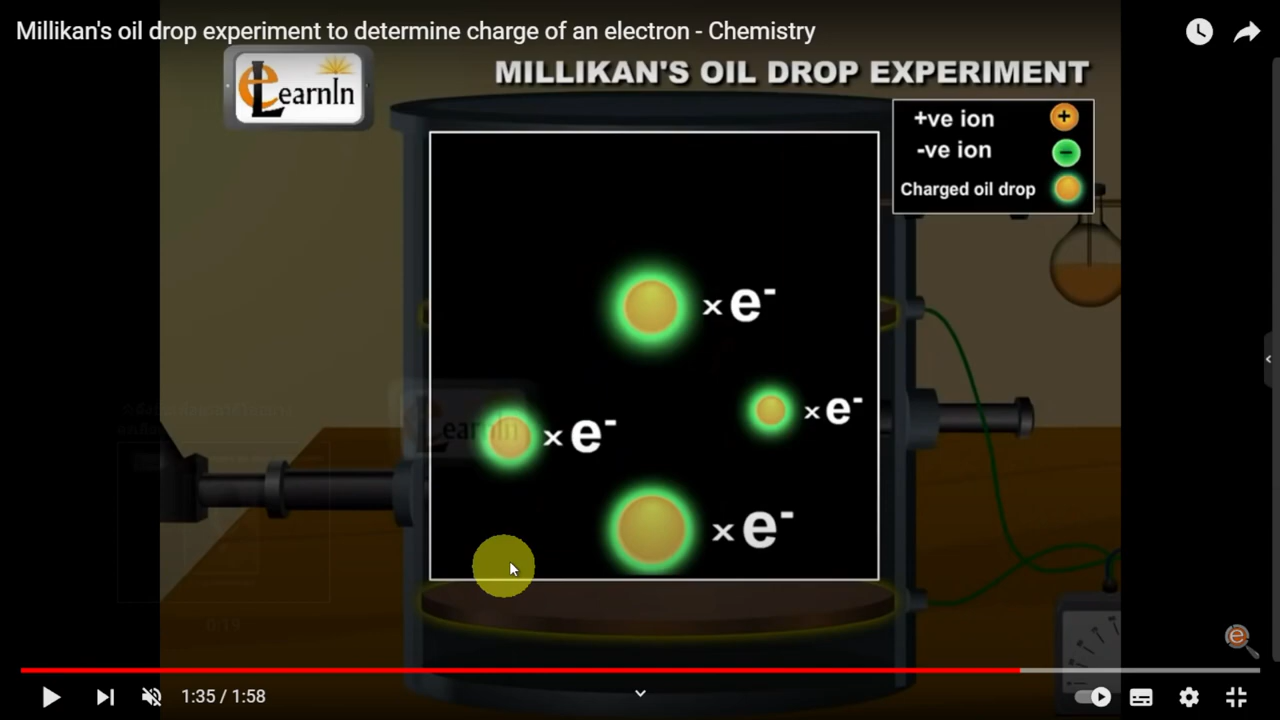 Millikan's oil drop experiment to determine charge of an electron - Chemistry
eLearnIn
MILLIKAN'S OIL DROP EXPERIMENT
+ve ion +
-ve ion −
Charged oil drop
× e-
× e-
× e-
× e-
1:35 / 1:58